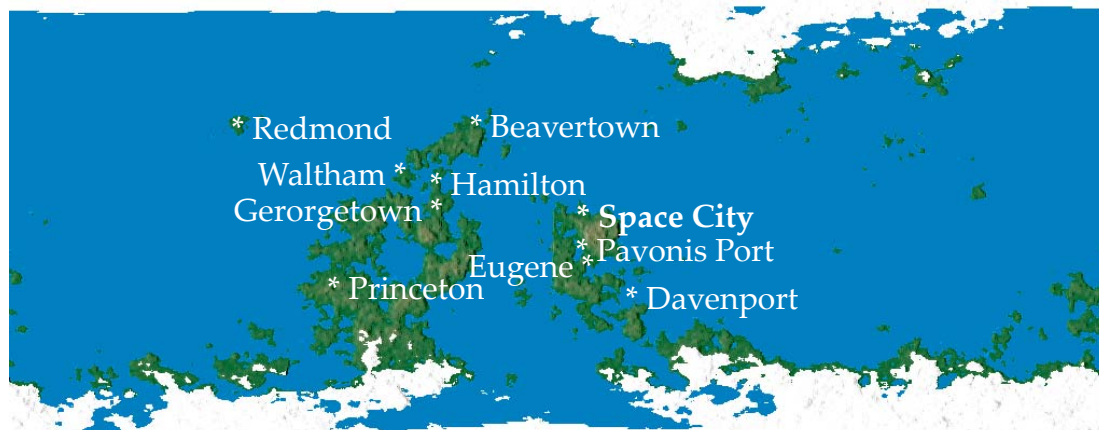 * Redmond
* Beavertown
Waltham *
* Hamilton
Gerorgetown *
* Space City
* Pavonis Port
Eugene *
* Princeton
* Davenport